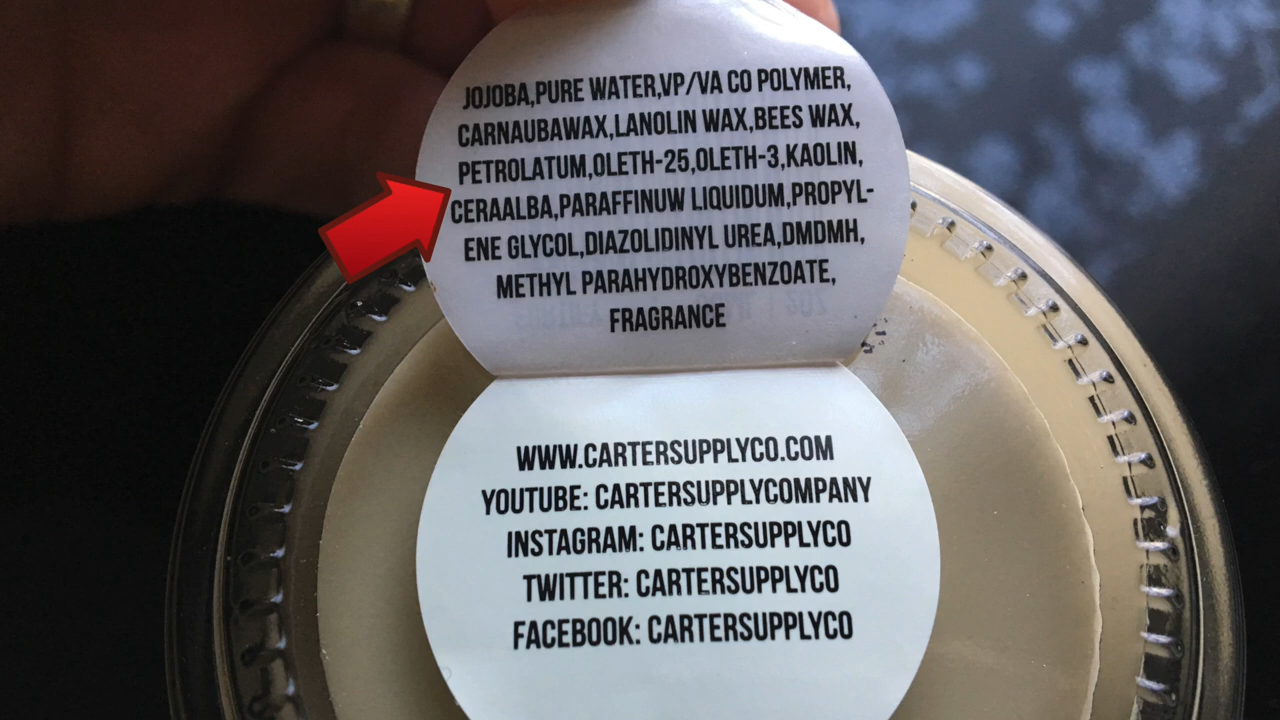 JOJOBA,PURE WATER,VP/VA CO POLYMER,
CARNAUBAWAX,LANOLIN WAX,BEES WAX,
PETROLATUM,OLETH-25,OLETH-3,KAOLIN,
CERAALBA,PARAFFINUW LIQUIDUM,PROPYL-
ENE GLYCOL,DIAZOLIDINYL UREA,DMDMH,
METHYL PARAHYDROXYBENZOATE,
FRAGRANCE
WWW.CARTERSUPPLYCO.COM
YOUTUBE: CARTERSUPPLYCOMPANY
INSTAGRAM: CARTERSUPPLYCO
TWITTER: CARTERSUPPLYCO
FACEBOOK: CARTERSUPPLYCO